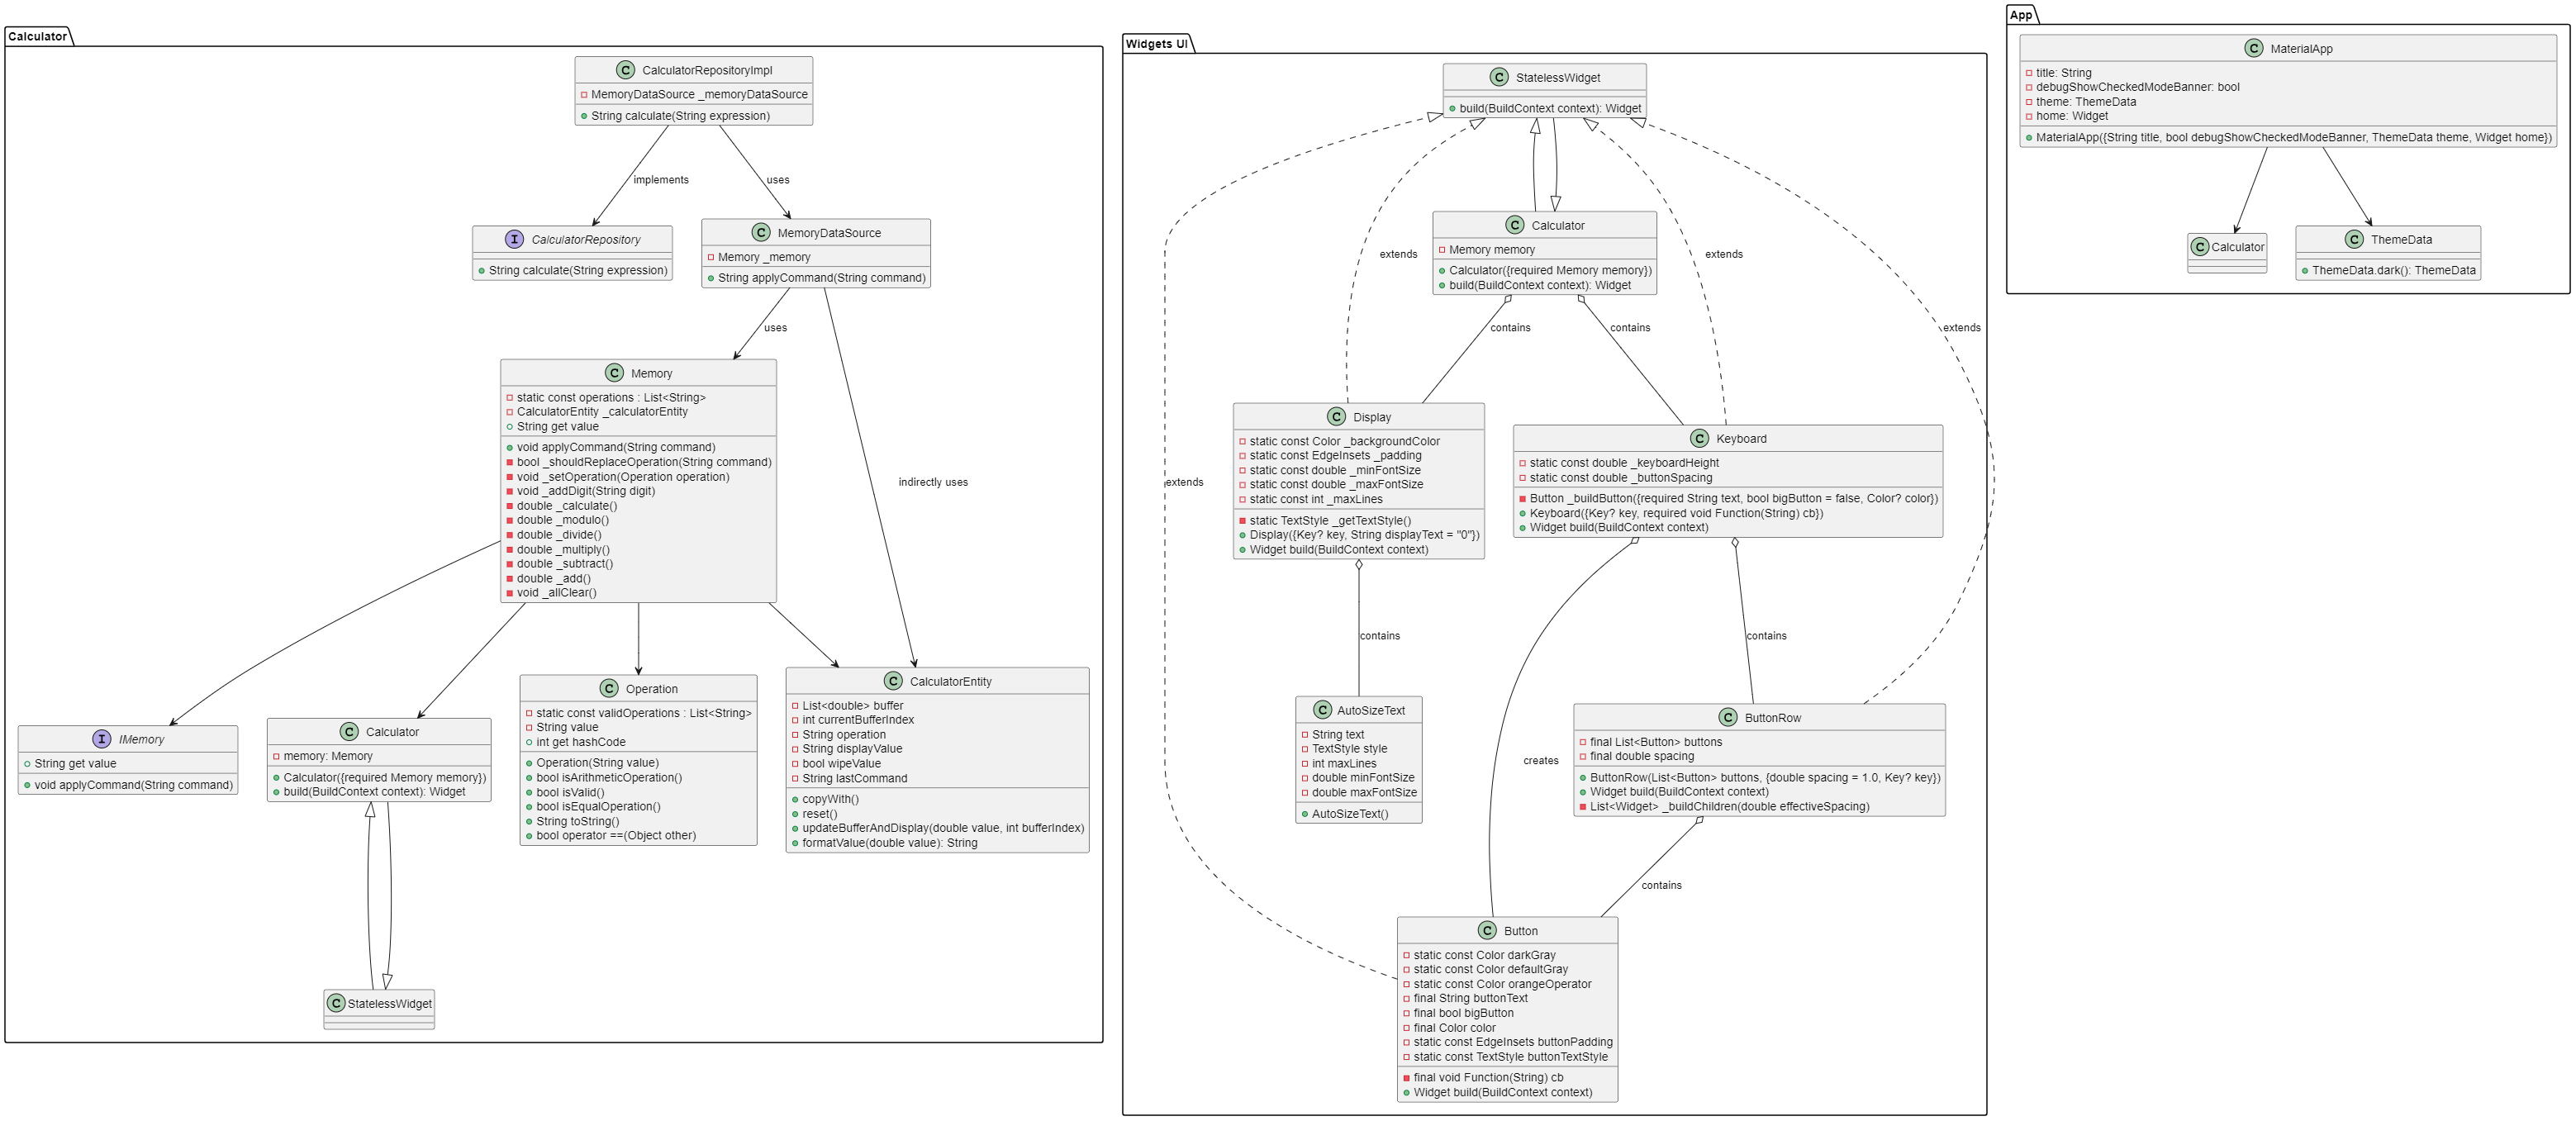 Calculator
C CalculatorRepositoryImpl
MemoryDataSource _memoryDataSource
String calculate(String expression)
implements
uses
I CalculatorRepository
String calculate(String expression)
C MemoryDataSource
Memory _memory
String applyCommand(String command)
uses
indirectly uses
C Memory
static const operations : List<String>
CalculatorEntity _calculatorEntity
String get value
void applyCommand(String command)
bool _shouldReplaceOperation(String command)
void _setOperation(Operation operation)
void _addDigit(String digit)
double _calculate()
double _modulo()
double _divide()
double _multiply()
double _subtract()
double _add()
void _allClear()
I IMemory
String get value
void applyCommand(String command)
C Calculator
memory: Memory
Calculator({required Memory memory})
build(BuildContext context): Widget
C Operation
static const validOperations : List<String>
String value
int get hashCode
Operation(String value)
bool isArithmeticOperation()
bool isValid()
bool isEqualOperation()
String toString()
bool operator ==(Object other)
C CalculatorEntity
List<double> buffer
int currentBufferIndex
String operation
String displayValue
bool wipeValue
String lastCommand
copyWith()
reset()
updateBufferAndDisplay(double value, int bufferIndex)
formatValue(double value): String
C StatelessWidget
Widgets UI
C StatelessWidget
build(BuildContext context): Widget
C Calculator
Memory memory
Calculator({required Memory memory})
build(BuildContext context): Widget
extends
extends
extends
extends
contains
contains
C Display
static const Color _backgroundColor
static const EdgeInsets _padding
static const double _minFontSize
static const double _maxFontSize
static const int _maxLines
static TextStyle _getTextStyle()
Display({Key? key, String displayText = "0"})
Widget build(BuildContext context)
C Keyboard
static const double _keyboardHeight
static const double _buttonSpacing
Button _buildButton({required String text, bool bigButton = false, Color? color})
Keyboard({Key? key, required void Function(String) cb})
Widget build(BuildContext context)
contains
contains
creates
C AutoSizeText
String text
TextStyle style
int maxLines
double minFontSize
double maxFontSize
AutoSizeText()
C ButtonRow
final List<Button> buttons
final double spacing
ButtonRow(List<Button> buttons, {double spacing = 1.0, Key? key})
Widget build(BuildContext context)
List<Widget> _buildChildren(double effectiveSpacing)
contains
C Button
static const Color darkGray
static const Color defaultGray
static const Color orangeOperator
final String buttonText
final bool bigButton
final Color color
static const EdgeInsets buttonPadding
static const TextStyle buttonTextStyle
final void Function(String) cb
Widget build(BuildContext context)
App
C MaterialApp
title: String
debugShowCheckedModeBanner: bool
theme: ThemeData
home: Widget
MaterialApp({String title, bool debugShowCheckedModeBanner, ThemeData theme, Widget home})
C Calculator
C ThemeData
ThemeData.dark(): ThemeData